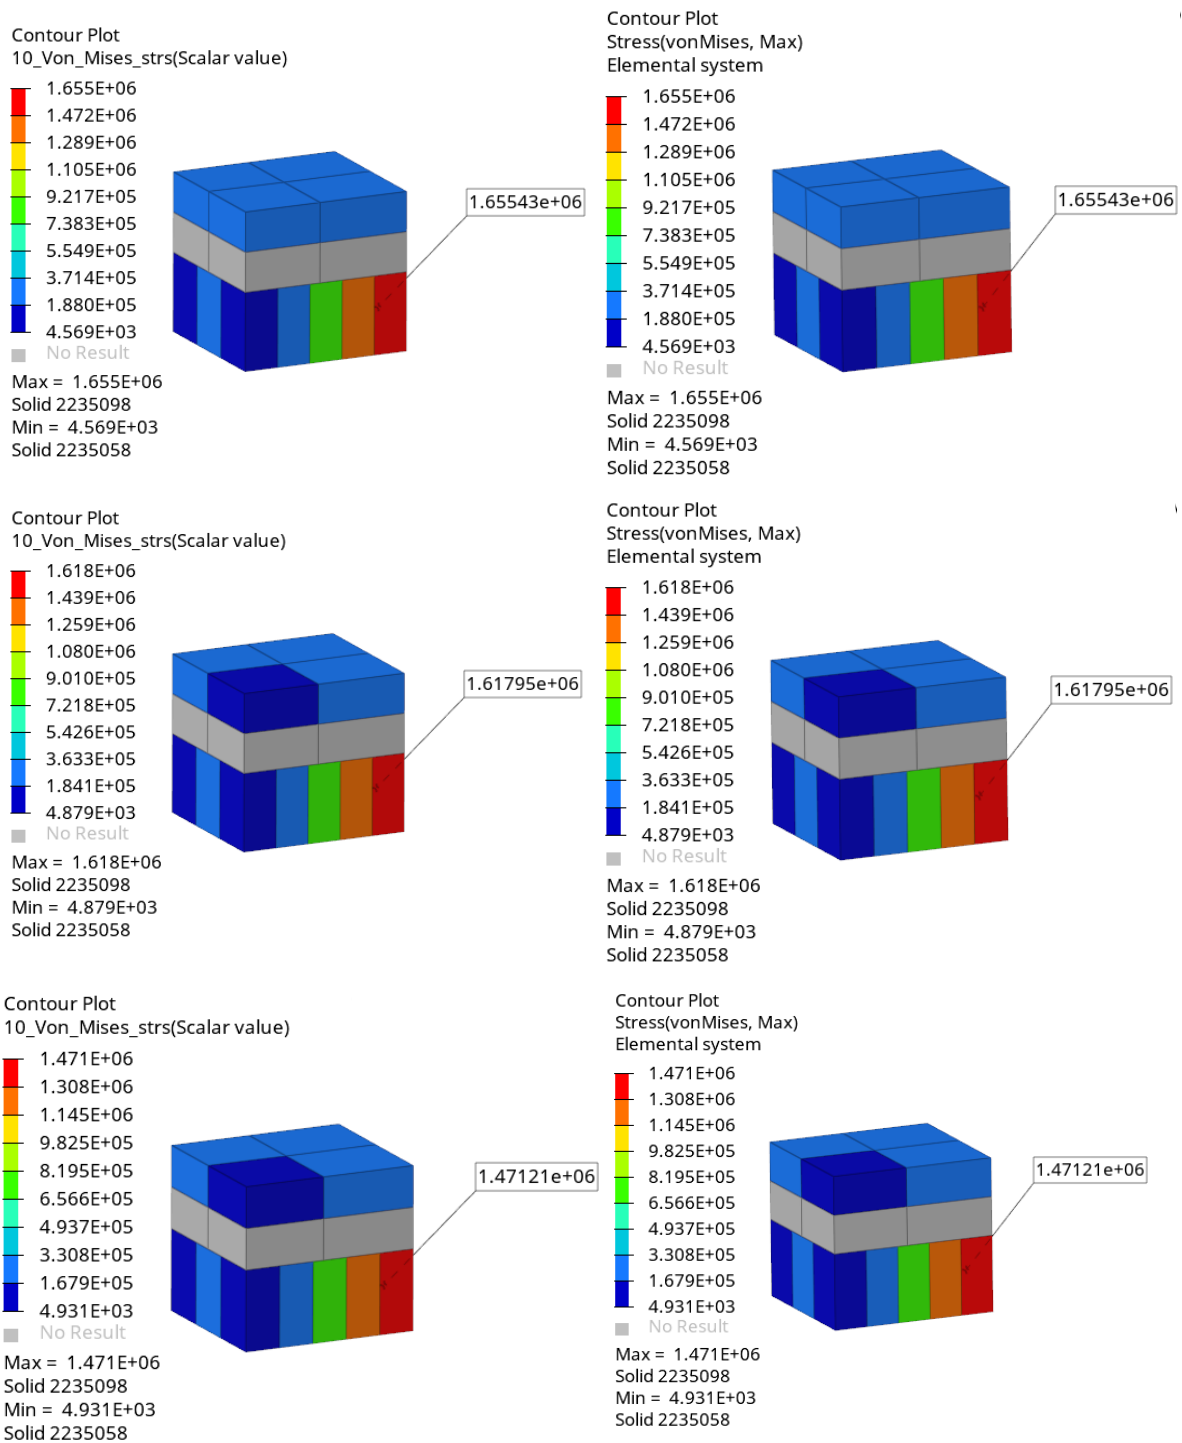 Contour Plot
10_Von_Mises_strs(Scalar value)
1.655E+06
1.472E+06
1.289E+06
1.105E+06
9.217E+05
7.383E+05
5.549E+05
3.714E+05
1.880E+05
4.569E+03
No Result
Max = 1.655E+06
Solid 2235098
Min = 4.569E+03
Solid 2235058
1.65543e+06
Contour Plot
Stress(vonMises, Max)
Elemental system
1.655E+06
1.472E+06
1.289E+06
1.105E+06
9.217E+05
7.383E+05
5.549E+05
3.714E+05
1.880E+05
4.569E+03
No Result
Max = 1.655E+06
Solid 2235098
Min = 4.569E+03
Solid 2235058
1.65543e+06
Contour Plot
10_Von_Mises_strs(Scalar value)
1.618E+06
1.439E+06
1.259E+06
1.080E+06
9.010E+05
7.218E+05
5.426E+05
3.633E+05
1.841E+05
4.879E+03
No Result
Max = 1.618E+06
Solid 2235098
Min = 4.879E+03
Solid 2235058
1.61795e+06
Contour Plot
Stress(vonMises, Max)
Elemental system
1.618E+06
1.439E+06
1.259E+06
1.080E+06
9.010E+05
7.218E+05
5.426E+05
3.633E+05
1.841E+05
4.879E+03
No Result
Max = 1.618E+06
Solid 2235098
Min = 4.879E+03
Solid 2235058
1.61795e+06
Contour Plot
10_Von_Mises_strs(Scalar value)
1.471E+06
1.308E+06
1.145E+06
9.825E+05
8.195E+05
6.566E+05
4.937E+05
3.308E+05
1.679E+05
4.931E+03
No Result
Max = 1.471E+06
Solid 2235098
Min = 4.931E+03
Solid 2235058
1.47121e+06
Contour Plot
Stress(vonMises, Max)
Elemental system
1.471E+06
1.308E+06
1.145E+06
9.825E+05
8.195E+05
6.566E+05
4.937E+05
3.308E+05
1.679E+05
4.931E+03
No Result
Max = 1.471E+06
Solid 2235098
Min = 4.931E+03
Solid 2235058
1.47121e+06